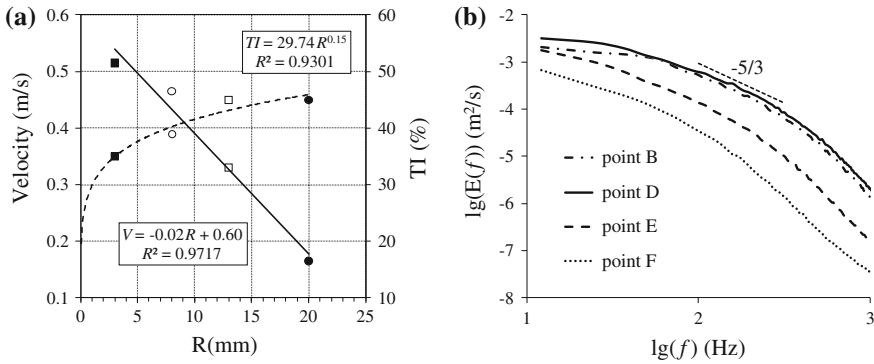 (a)
0.6
0.5
0.4
0.3
0.2
0.1
Velocity (m/s)
TI = 29.74 R^0.15
R² = 0.9301
V = -0.02R + 0.60
R² = 0.9717
60
50
40
30
20
10
TI (%)
0 5 10 15 20 25
R(mm)
(b)
-2
-3
-4
-5
-6
-7
-8
lg(E(f)) (m²/s)
-5/3
point B
point D
point E
point F
1 2 3
lg(f) (Hz)